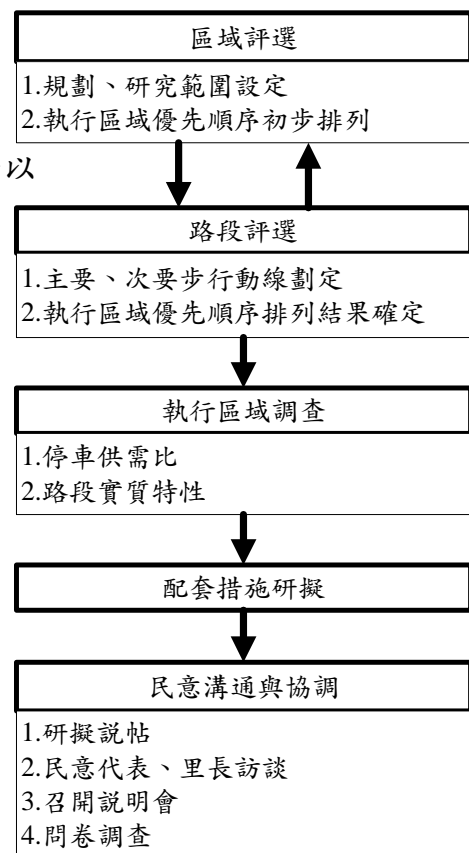 區域評選
1.規劃、研究範圍設定
2.執行區域優先順序初步排列
以
路段評選
1.主要、次要步行動線劃定
2.執行區域優先順序排列結果確定
執行區域調查
1.停車供需比
2.路段實質特性
配套措施研擬
民意溝通與協調
1.研擬說帖
2.民意代表、里長訪談
3.召開說明會
4.問卷調查